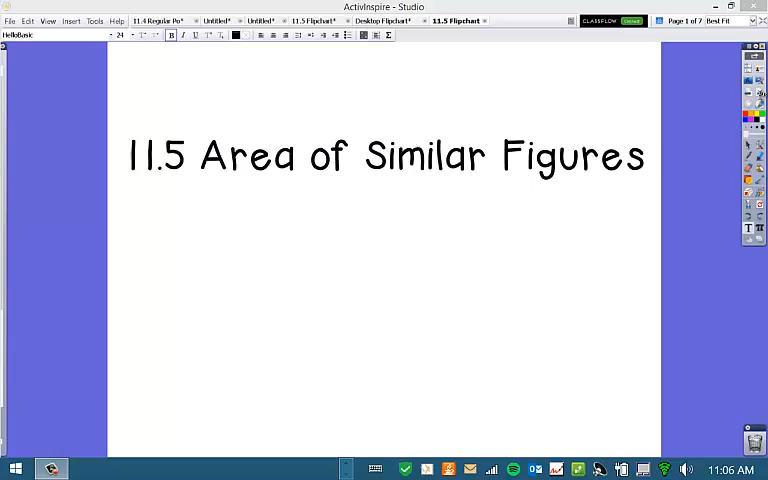 ActivInspire - Studio
File Edit View Insert Tools Help 11.4 Regular Po* Untitled* Untitled* 11.5 Flipchart* Desktop Flipchart* 11.5 Flipchart CLASSFLOW Page 1 of 7 Best Fit
HelloBasic 24 B I U
11.5 Area of Similar Figures
11:06 AM